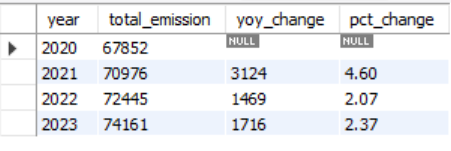 year total_emission yoy_change pct_change
2020 67852 NULL NULL
2021 70976 3124 4.60
2022 72445 1469 2.07
2023 74161 1716 2.37